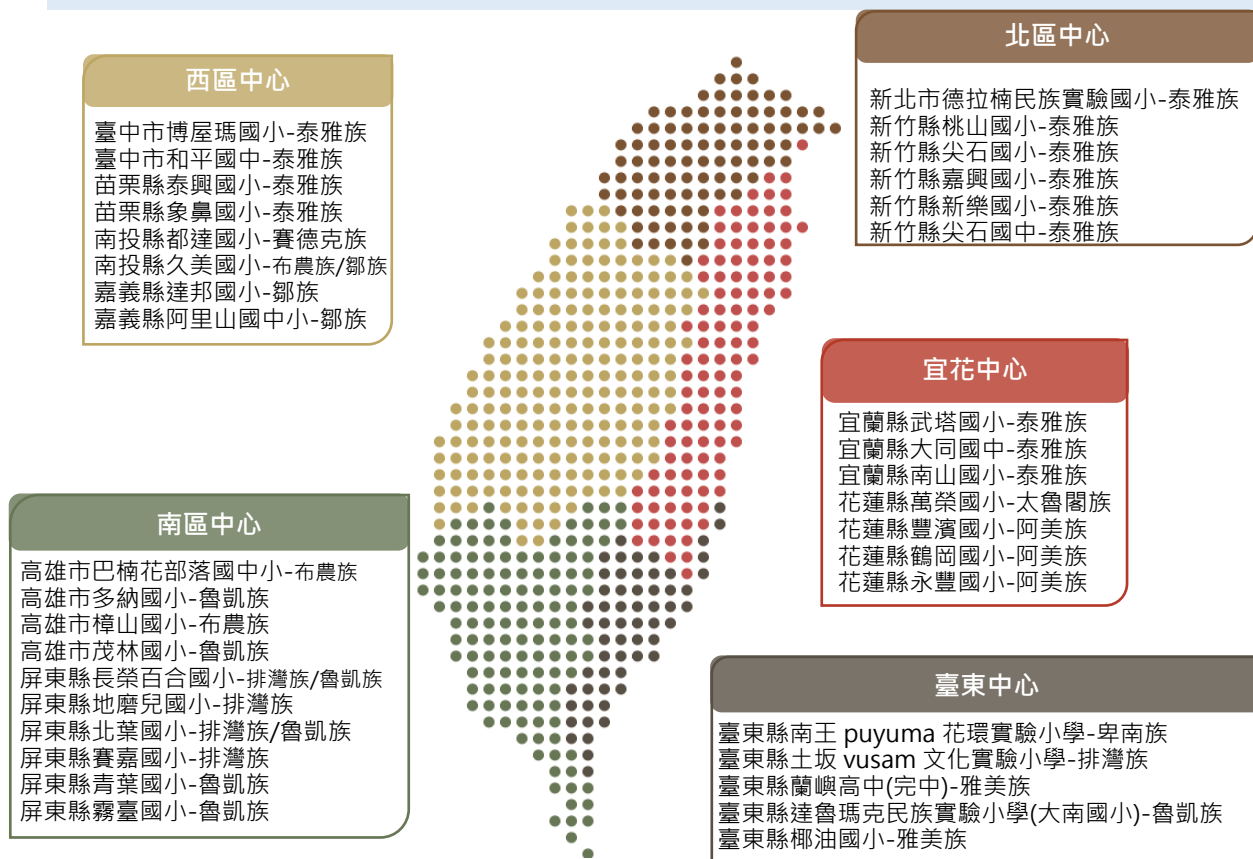 西區中心
臺中市博屋瑪國小-泰雅族
臺中市和平國中-泰雅族
苗栗縣泰興國小-泰雅族
苗栗縣象鼻國小-泰雅族
南投縣都達國小-賽德克族
南投縣久美國小-布農族/鄒族
嘉義縣達邦國小-鄒族
嘉義縣阿里山國中小-鄒族
北區中心
新北市德拉楠民族實驗國小-泰雅族
新竹縣桃山國小-泰雅族
新竹縣尖石國小-泰雅族
新竹縣嘉興國小-泰雅族
新竹縣新樂國小-泰雅族
新竹縣尖石國中-泰雅族
宜花中心
宜蘭縣武塔國小-泰雅族
宜蘭縣大同國中-泰雅族
宜蘭縣南山國小-泰雅族
花蓮縣萬榮國小-太魯閣族
花蓮縣豐濱國小-阿美族
花蓮縣鶴岡國小-阿美族
花蓮縣永豐國小-阿美族
南區中心
高雄市巴楠花部落國中小-布農族
高雄市多納國小-魯凱族
高雄市樟山國小-布農族
高雄市茂林國小-魯凱族
屏東縣長榮百合國小-排灣族/魯凱族
屏東縣地磨兒國小-排灣族
屏東縣北葉國小-排灣族/魯凱族
屏東縣賽嘉國小-排灣族
屏東縣青葉國小-魯凱族
屏東縣霧臺國小-魯凱族
臺東中心
臺東縣南王 puyuma 花環實驗小學-卑南族
臺東縣土坂 vusam 文化實驗小學-排灣族
臺東縣蘭嶼高中(完中)-雅美族
臺東縣達魯瑪克民族實驗小學(大南國小)-魯凱族
臺東縣椰油國小-雅美族